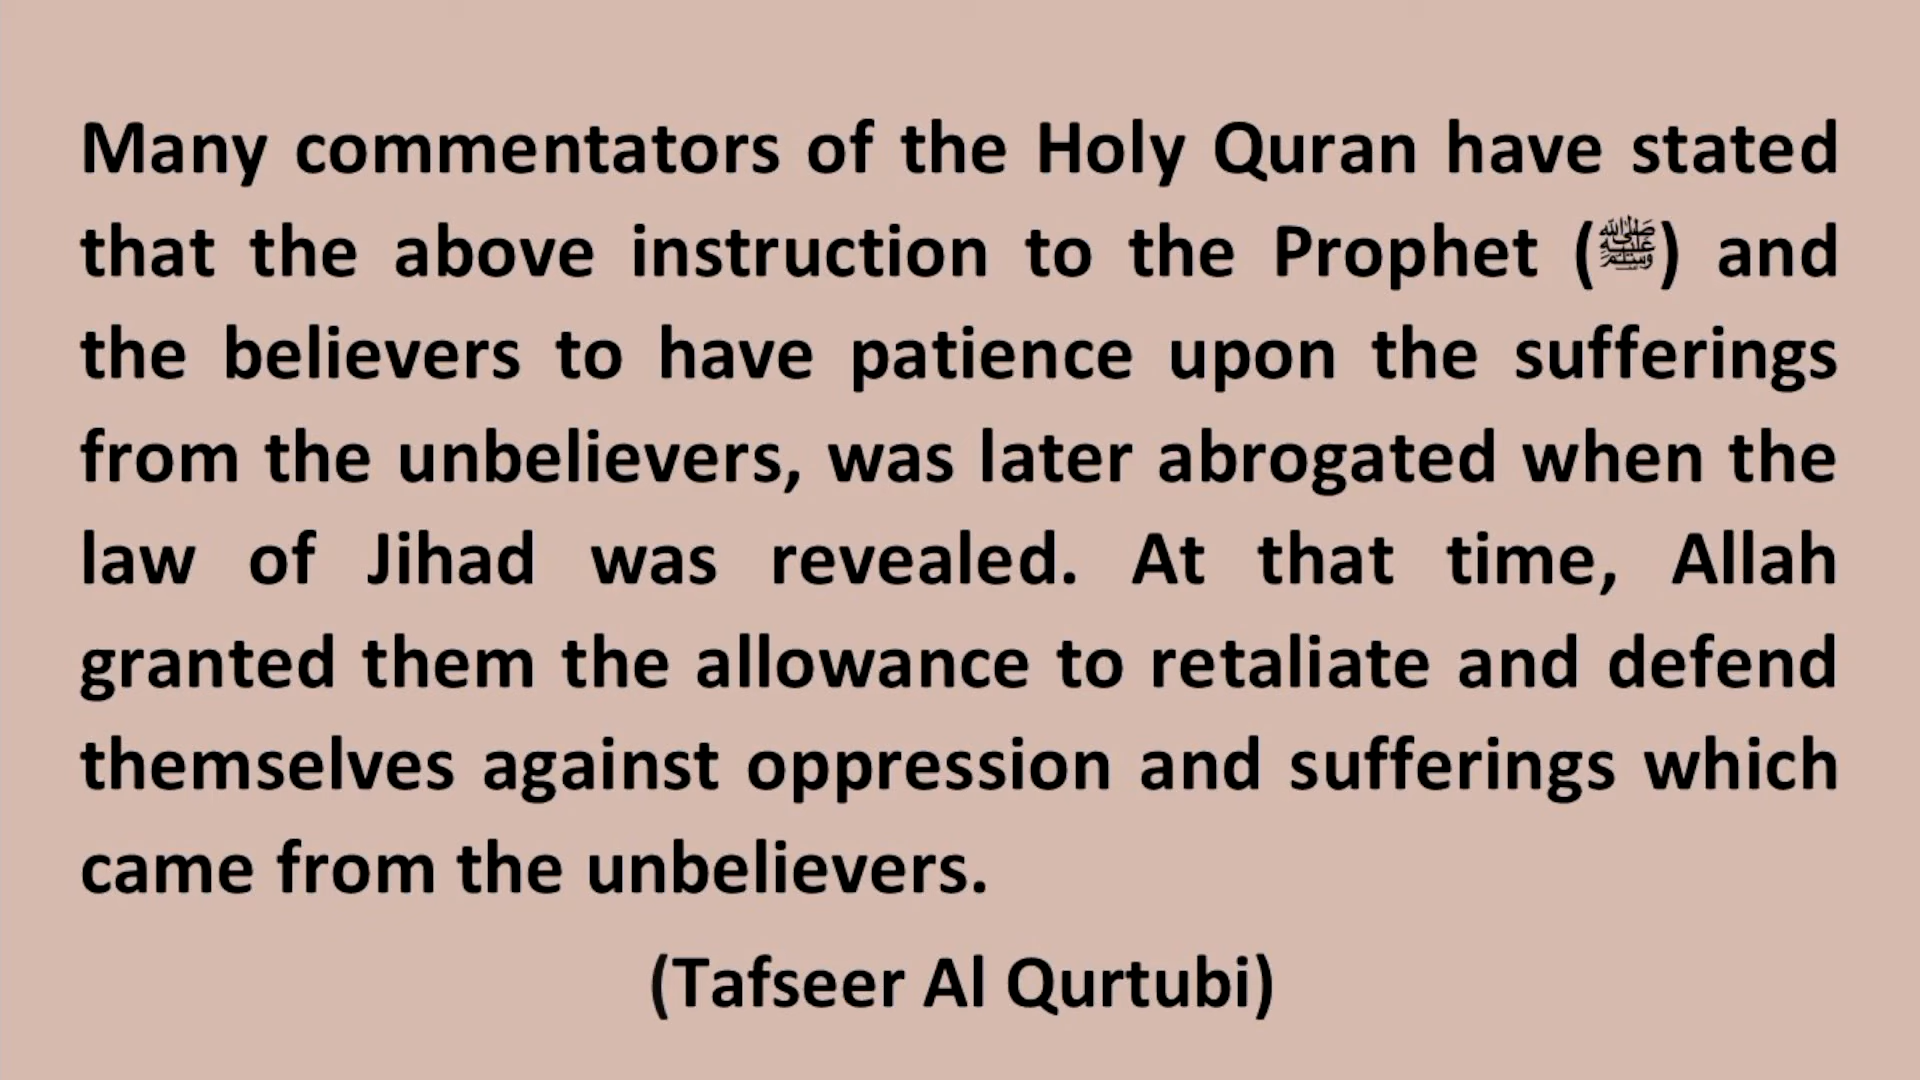 Many commentators of the Holy Quran have stated
that the above instruction to the Prophet (ﷺ) and
the believers to have patience upon the sufferings
from the unbelievers, was later abrogated when the
law of Jihad was revealed. At that time, Allah
granted them the allowance to retaliate and defend
themselves against oppression and sufferings which
came from the unbelievers.
(Tafseer Al Qurtubi)